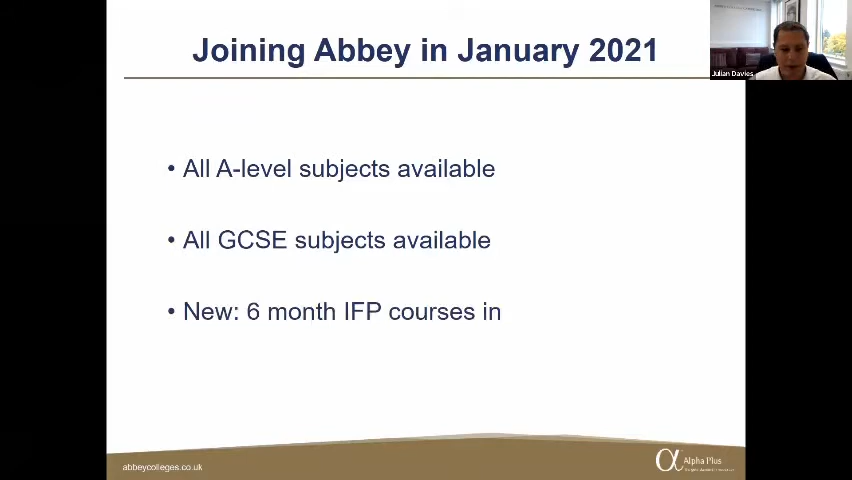 Joining Abbey in January 2021
Julian Davies
• All A-level subjects available
• All GCSE subjects available
• New: 6 month IFP courses in
abbeycolleges.co.uk
α Alpha Plus